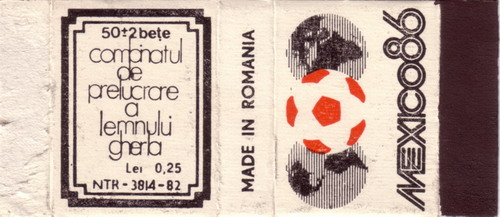 50±2 bețe
combinatul
de
prelucrare
a
lemnului
gherla
Lei 0,25
NTR - 3814 - 82
MADE IN ROMANIA
MEXICO86